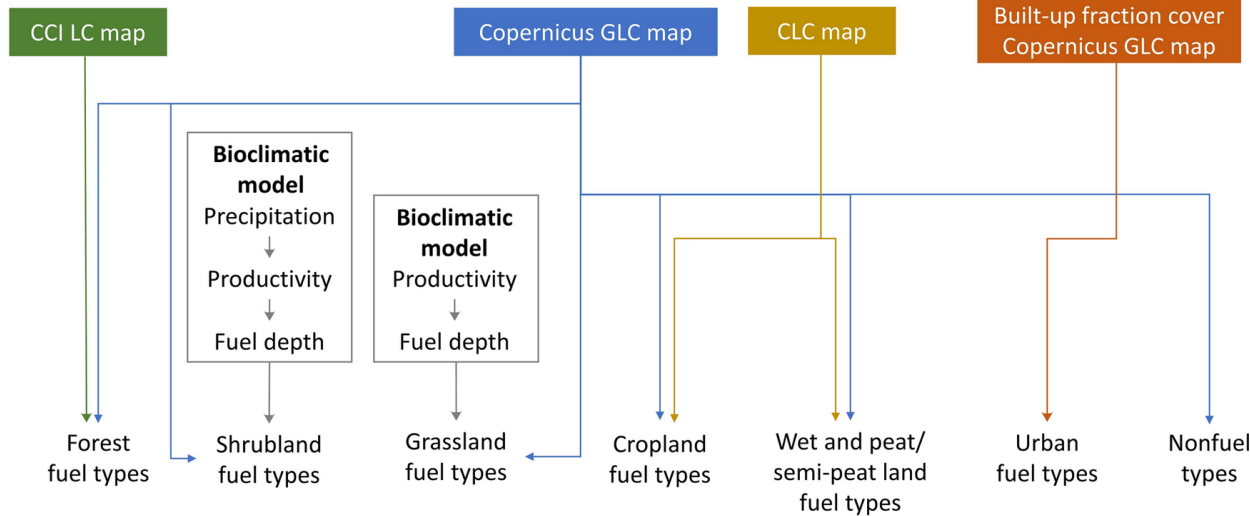 CCI LC map
Copernicus GLC map
CLC map
Built-up fraction cover
Copernicus GLC map
Bioclimatic
model
Precipitation
Productivity
Fuel depth
Bioclimatic
model
Productivity
Fuel depth
Forest
fuel types
Shrubland
fuel types
Grassland
fuel types
Cropland
fuel types
Wet and peat/
semi-peat land
fuel types
Urban
fuel types
Nonfuel
types